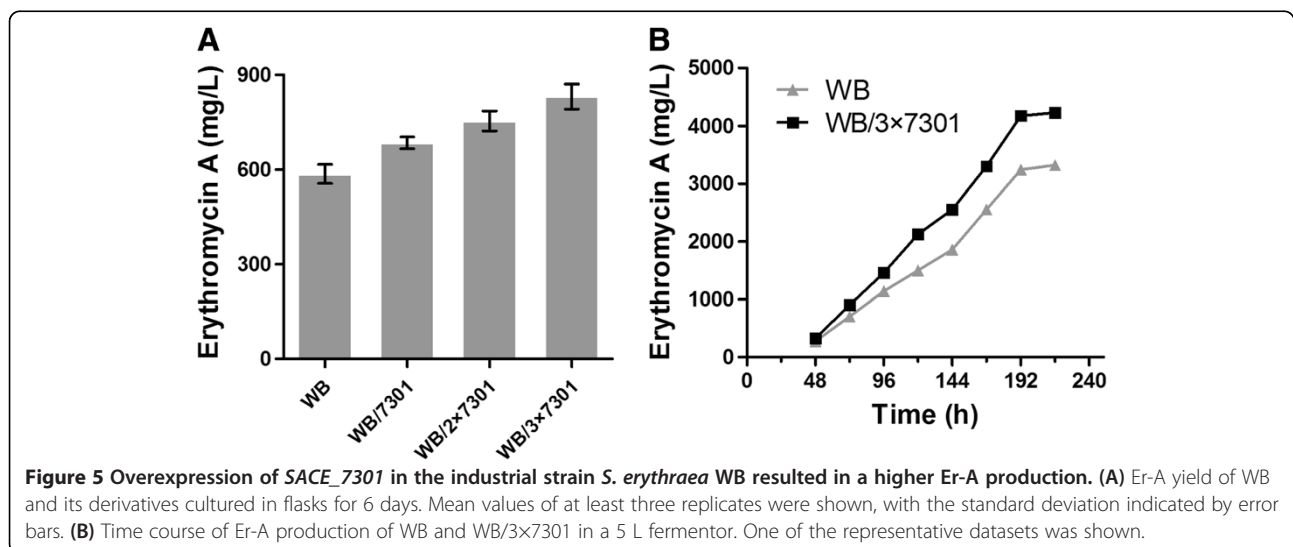 A
Erythromycin A (mg/L)
900
600
300
0
WB
WB/7301
WB/2×7301
WB/3×7301
B
Erythromycin A (mg/L)
5000
4000
3000
2000
1000
0
WB
WB/3×7301
0
48
96
144
192
240
Time (h)
Figure 5 Overexpression of SACE_7301 in the industrial strain S. erythraea WB resulted in a higher Er-A production. (A) Er-A yield of WB
and its derivatives cultured in flasks for 6 days. Mean values of at least three replicates were shown, with the standard deviation indicated by error
bars. (B) Time course of Er-A production of WB and WB/3×7301 in a 5 L fermentor. One of the representative datasets was shown.